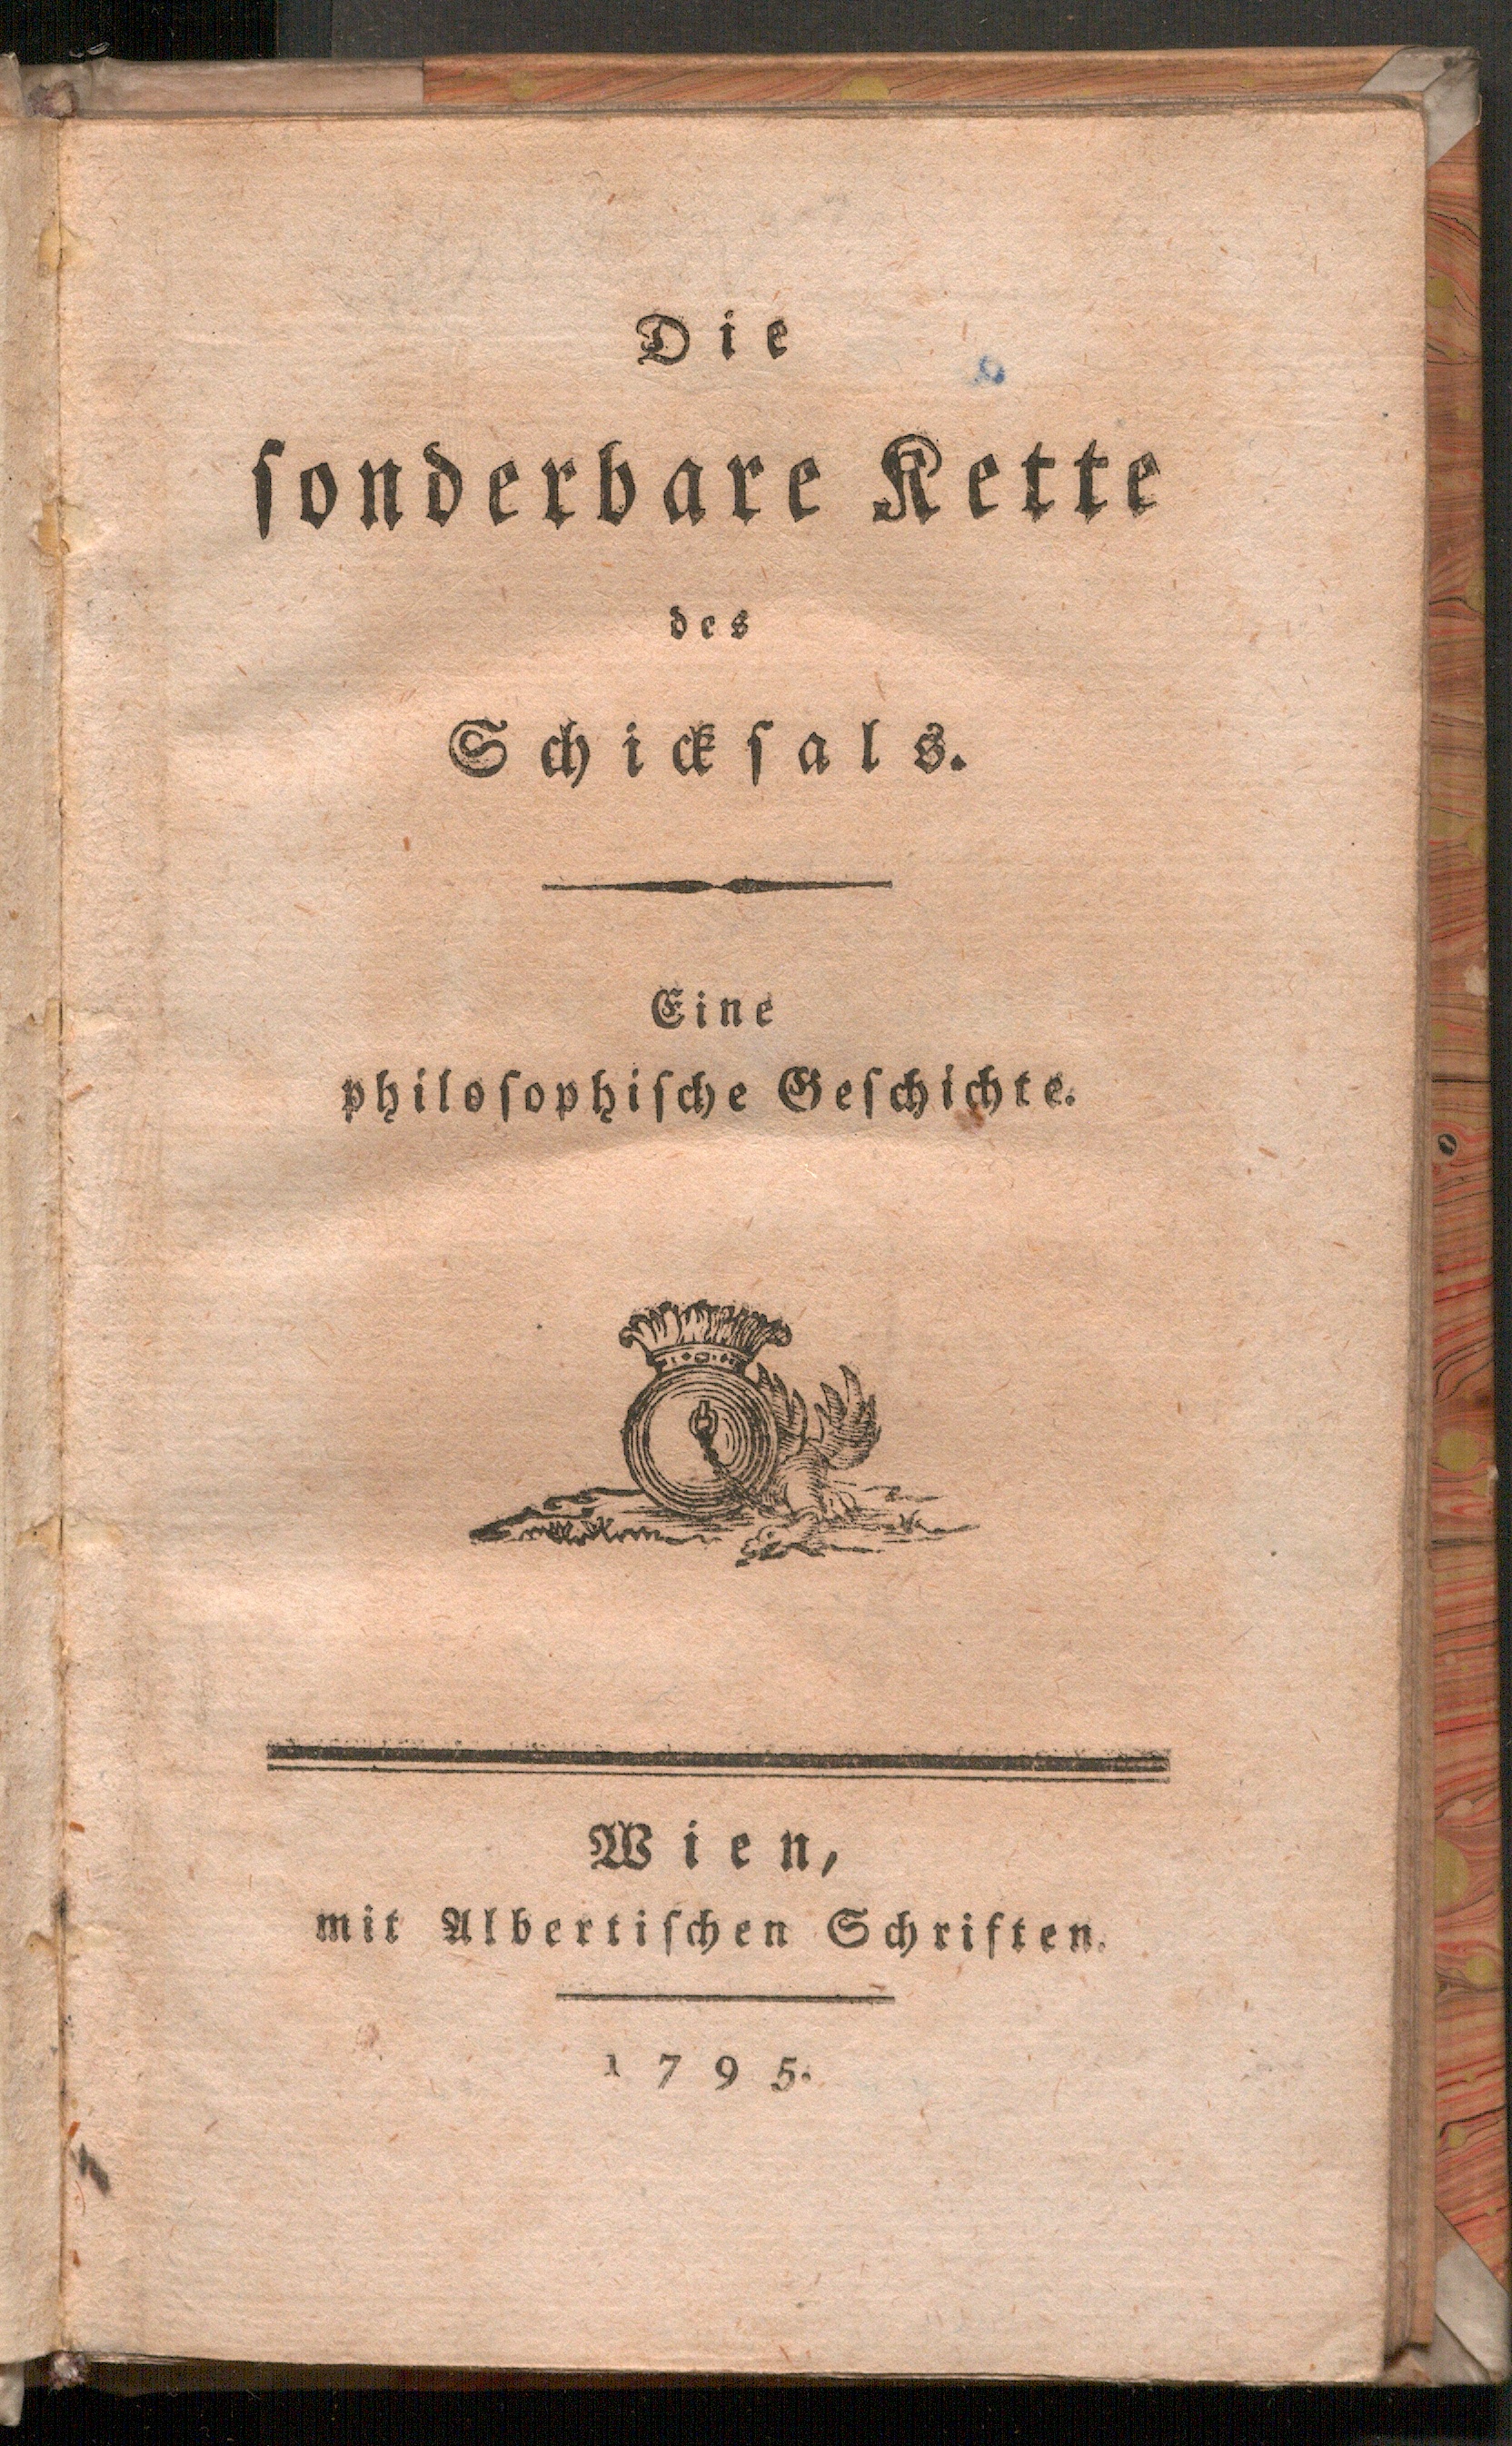 Die
ſonderbare Kette
des
Schickſals.
Eine
philoſophiſche Geſchichte.
Wien,
mit Albertiſchen Schriften.
1795.